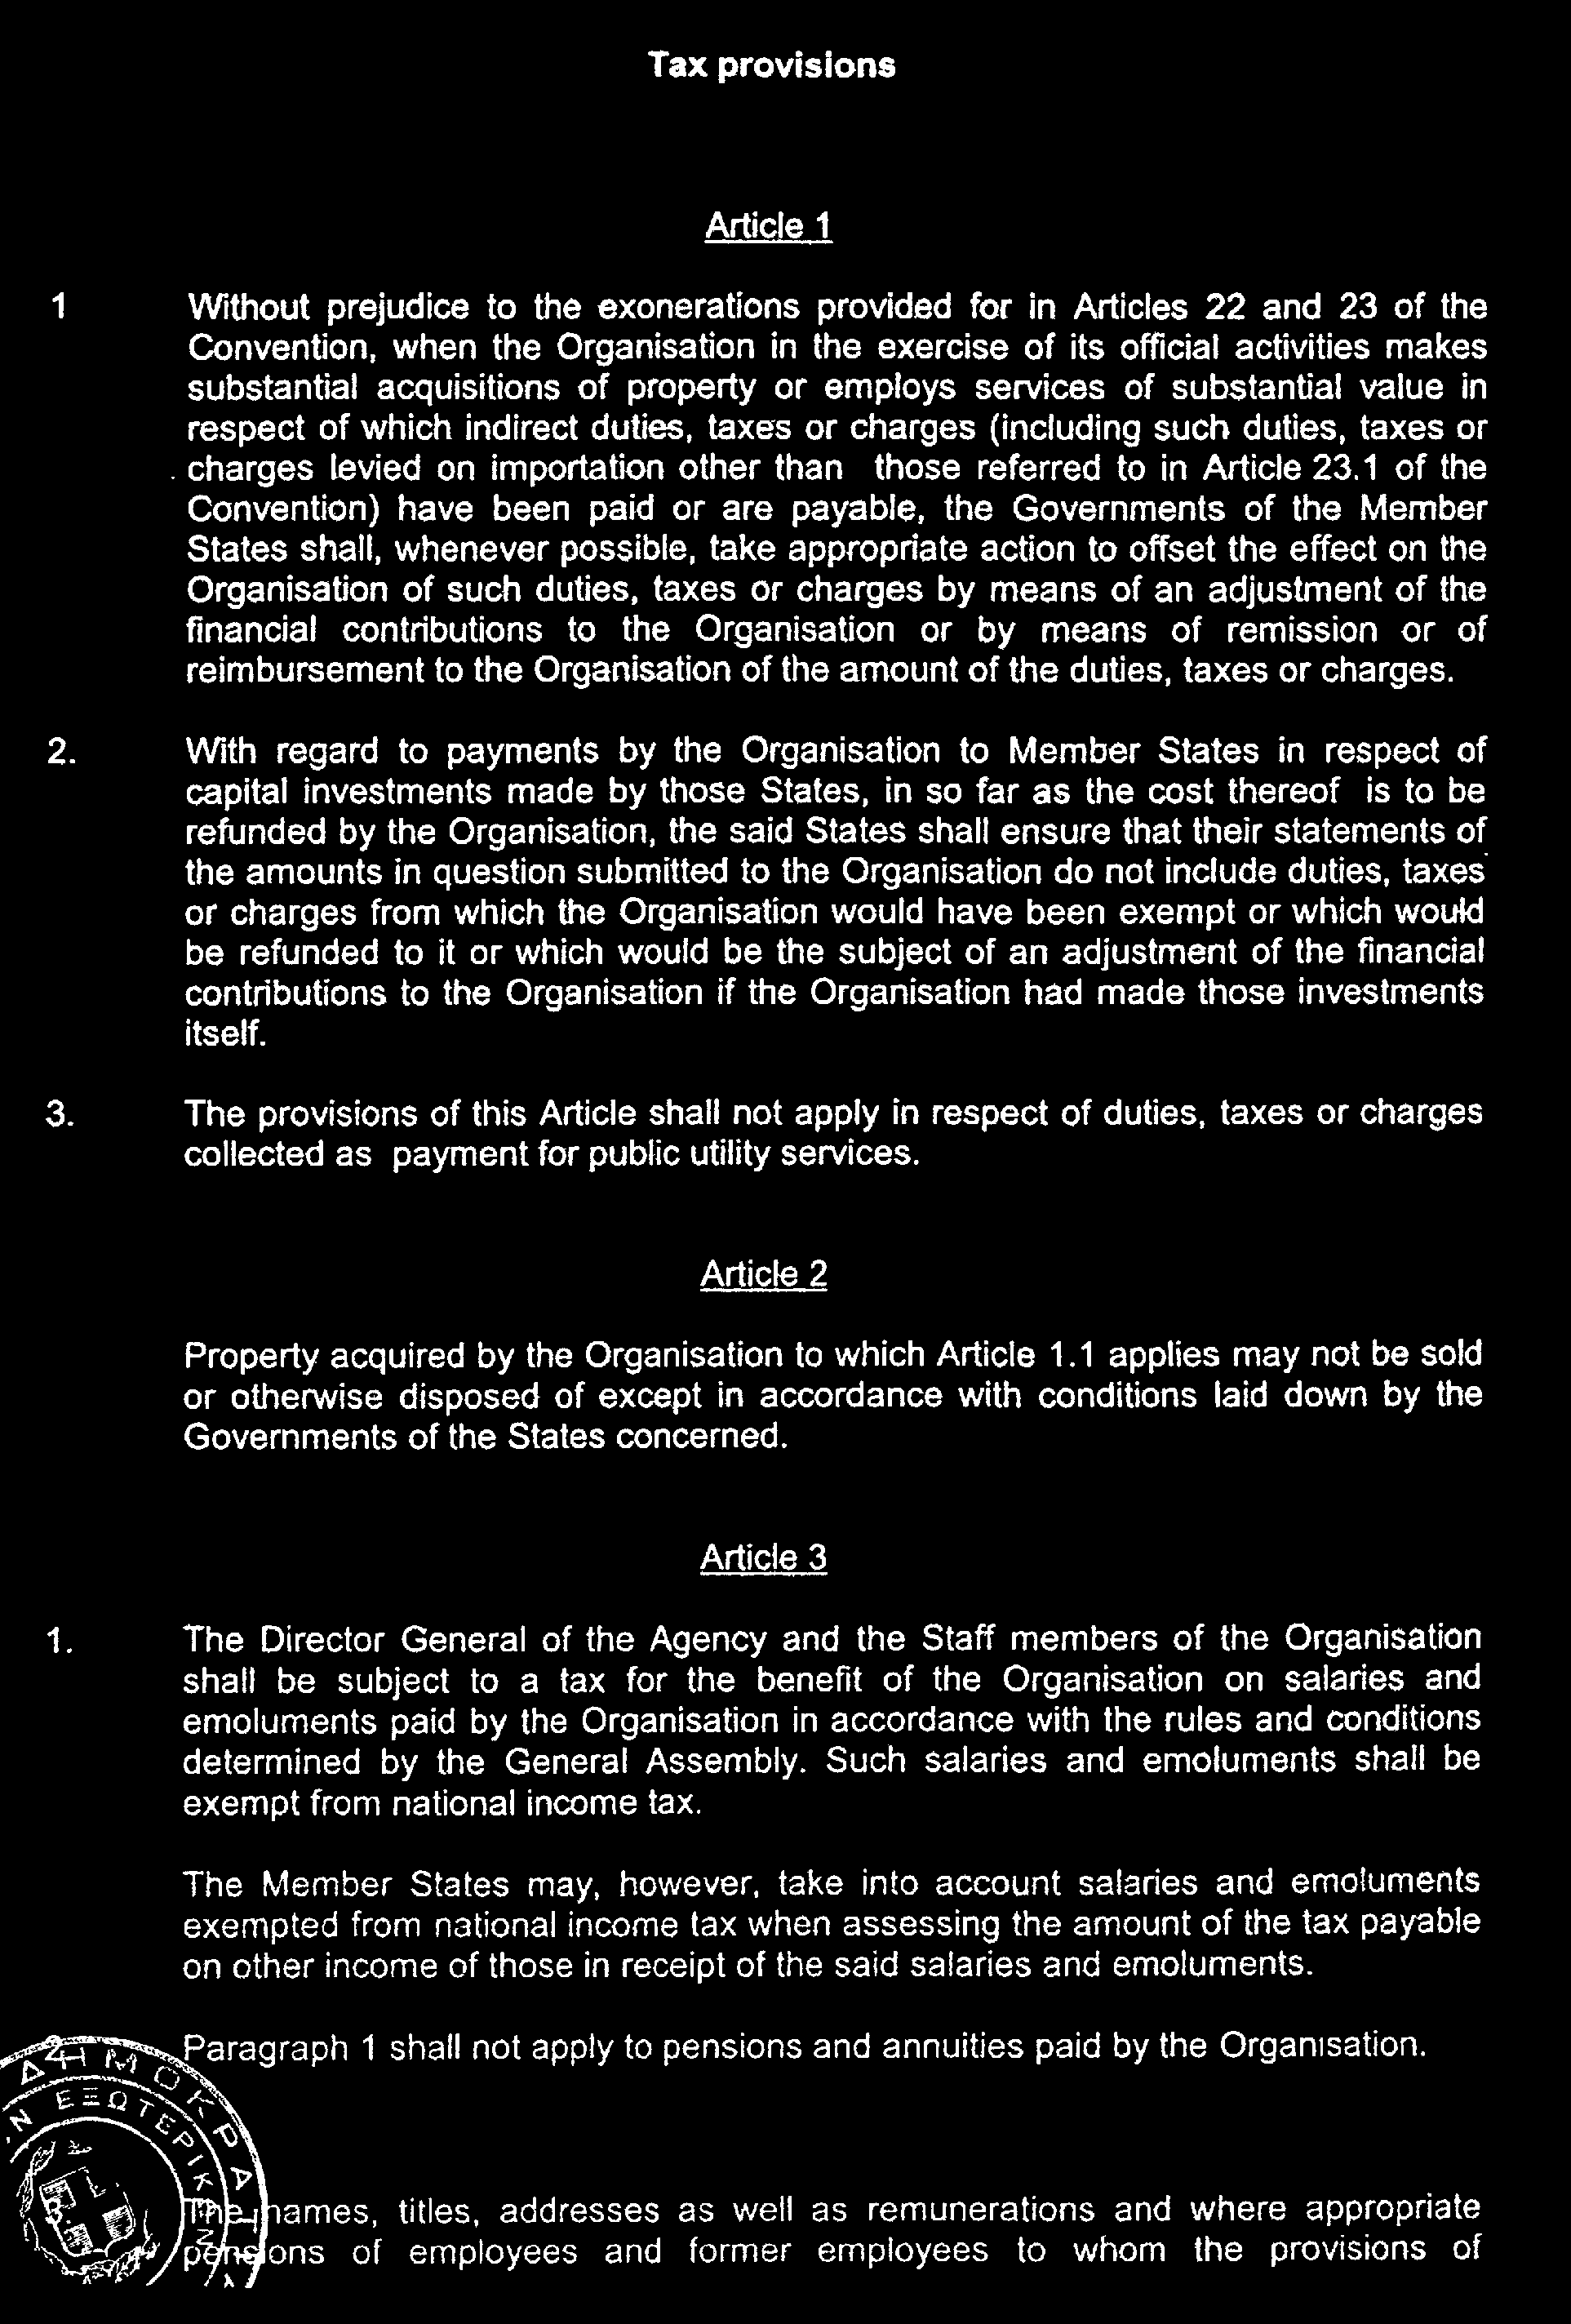 Tax provisions
Article 1
1 Without prejudice to the exonerations provided for in Articles 22 and 23 of the
Convention, when the Organisation in the exercise of its official activities makes
substantial acquisitions of property or employs services of substantial value in
respect of which indirect duties, taxes or charges (including such duties, taxes or
charges levied on importation other than those referred to in Article 23.1 of the
Convention) have been paid or are payable, the Governments of the Member
States shall, whenever possible, take appropriate action to offset the effect on the
Organisation of such duties, taxes or charges by means of an adjustment of the
financial contributions to the Organisation or by means of remission or of
reimbursement to the Organisation of the amount of the duties, taxes or charges.
2. With regard to payments by the Organisation to Member States in respect of
capital investments made by those States, in so far as the cost thereof is to be
refunded by the Organisation, the said States shall ensure that their statements of
the amounts in question submitted to the Organisation do not include duties, taxes
or charges from which the Organisation would have been exempt or which would
be refunded to it or which would be the subject of an adjustment of the financial
contributions to the Organisation if the Organisation had made those investments
itself.
3. The provisions of this Article shall not apply in respect of duties, taxes or charges
collected as payment for public utility services.
Article 2
Property acquired by the Organisation to which Article 1.1 applies may not be sold
or otherwise disposed of except in accordance with conditions laid down by the
Governments of the States concerned.
Article 3
1. The Director General of the Agency and the Staff members of the Organisation
shall be subject to a tax for the benefit of the Organisation on salaries and
emoluments paid by the Organisation in accordance with the rules and conditions
determined by the General Assembly. Such salaries and emoluments shall be
exempt from national income tax.
The Member States may, however, take into account salaries and emoluments
exempted from national income tax when assessing the amount of the tax payable
on other income of those in receipt of the said salaries and emoluments.
2. Paragraph 1 shall not apply to pensions and annuities paid by the Organisation.
3. The names, titles, addresses as well as remunerations and where appropriate
pensions of employees and former employees to whom the provisions of